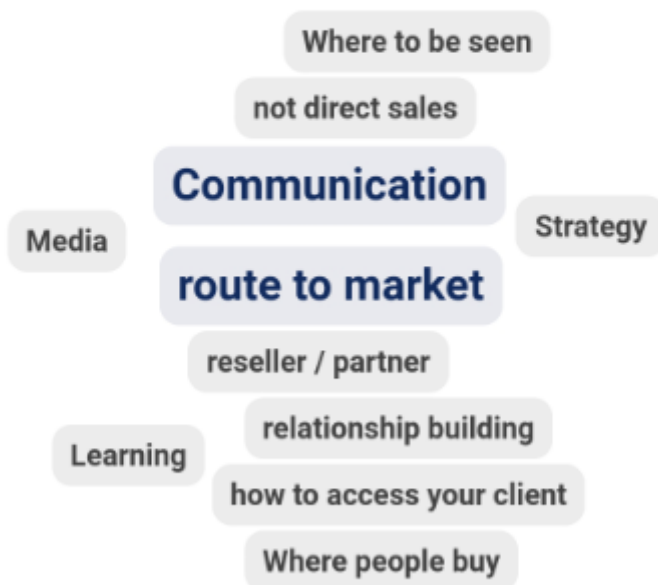 Where to be seen
not direct sales
Communication
Strategy
Media
route to market
reseller / partner
relationship building
Learning
how to access your client
Where people buy